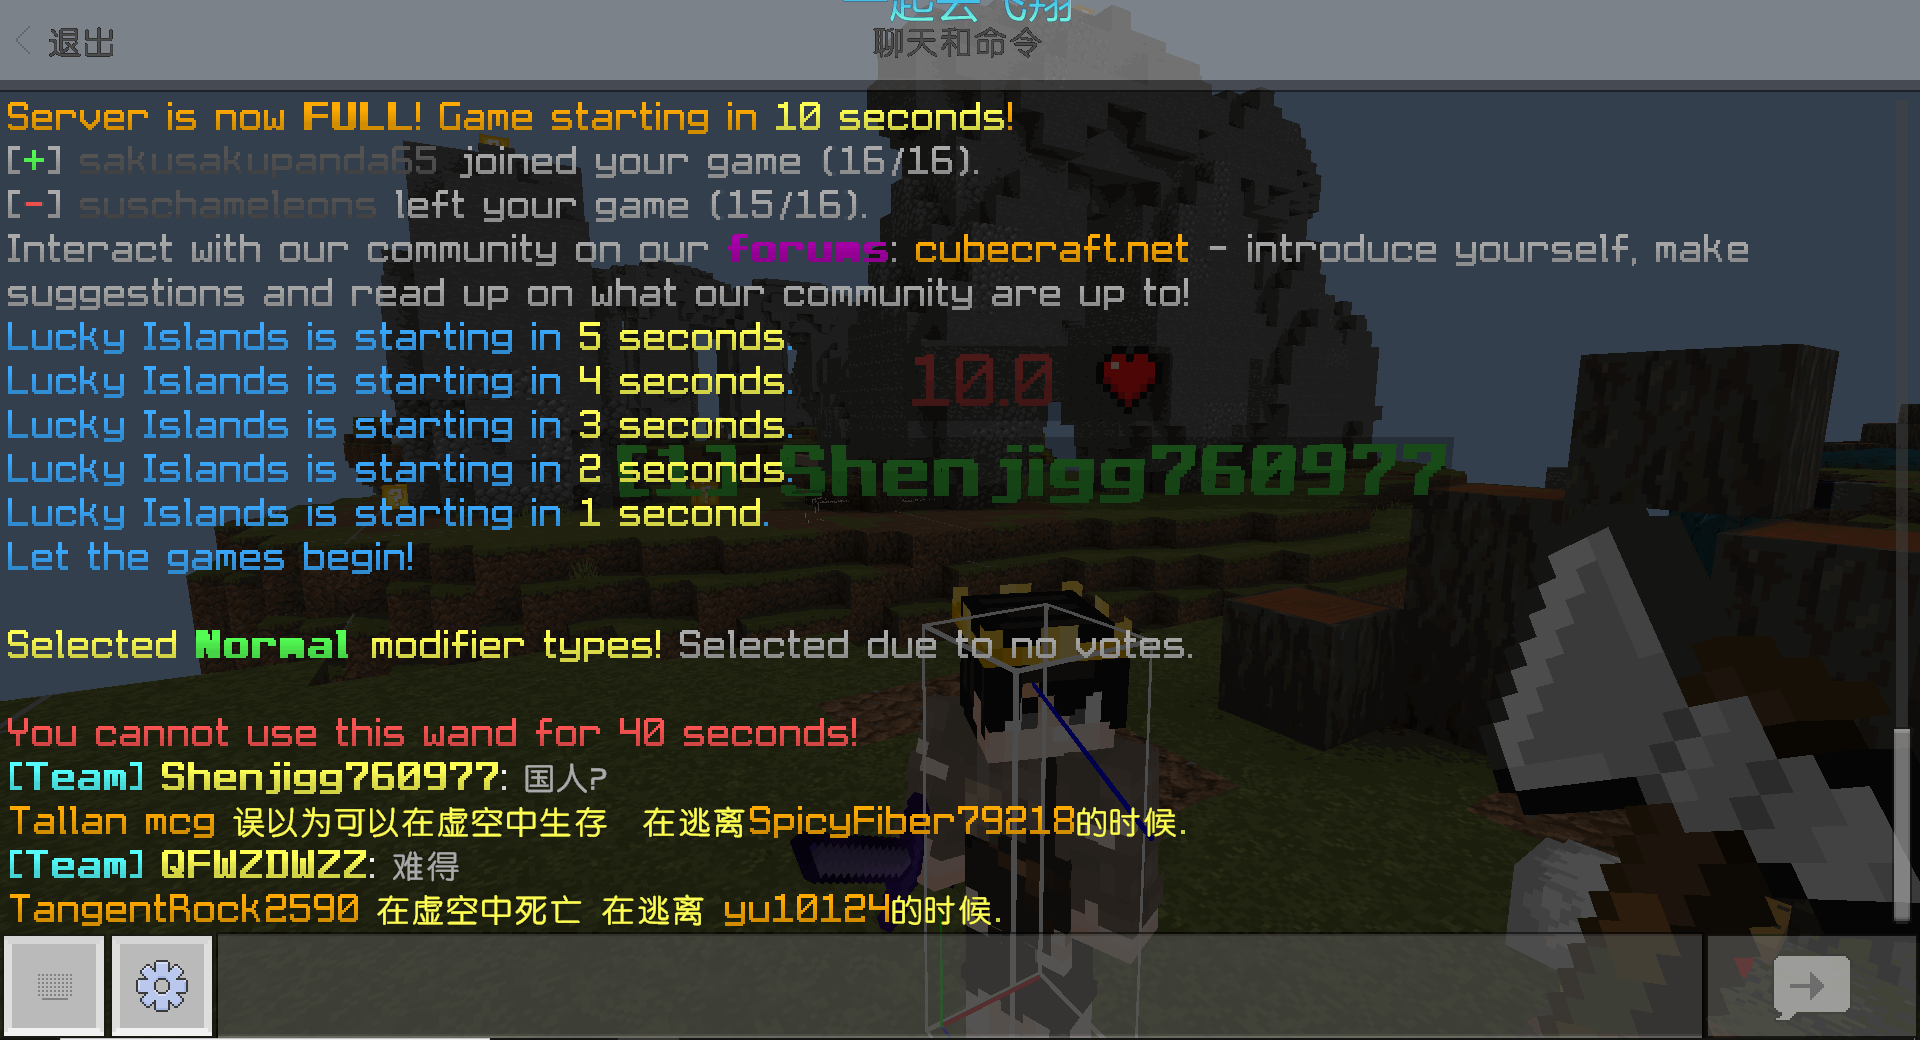 一起去飞翔
退出
聊天和命令
Server is now FULL! Game starting in 10 seconds!
[+] sakusakupanda65 joined your game (16/16).
[-] suschameleons left your game (15/16).
Interact with our community on our forums: cubecraft.net - introduce yourself, make
suggestions and read up on what our community are up to!
Lucky Islands is starting in 5 seconds.
Lucky Islands is starting in 4 seconds.
10.0
Lucky Islands is starting in 3 seconds.
Lucky Islands is starting in 2 seconds.
[1] Shenjigg760977
Lucky Islands is starting in 1 second.
Let the games begin!
Selected Normal modifier types! Selected due to no votes.
You cannot use this wand for 40 seconds!
[Team] Shenjigg760977: 国人?
Tallan mcg 误以为可以在虚空中生存 在逃离SpicyFiber79218的时候.
[Team] QFWZDWZZ: 难得
TangentRock2590 在虚空中死亡 在逃离 yu10124的时候.